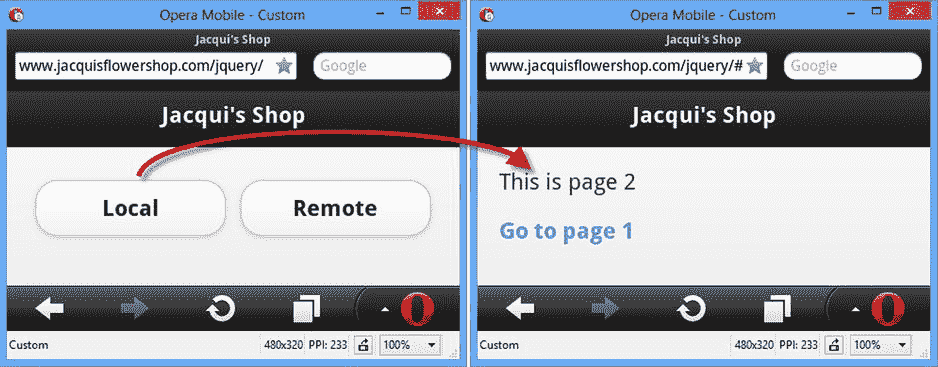 Opera Mobile - Custom
Jacqui's Shop
www.jacquisflowershop.com/jquery/
Google
Jacqui's Shop
Local
Remote
Custom
480x320 PPI: 233
100%
Opera Mobile - Custom
Jacqui's Shop
www.jacquisflowershop.com/jquery/#
Google
Jacqui's Shop
This is page 2
Go to page 1
Custom
480x320 PPI: 233
100%